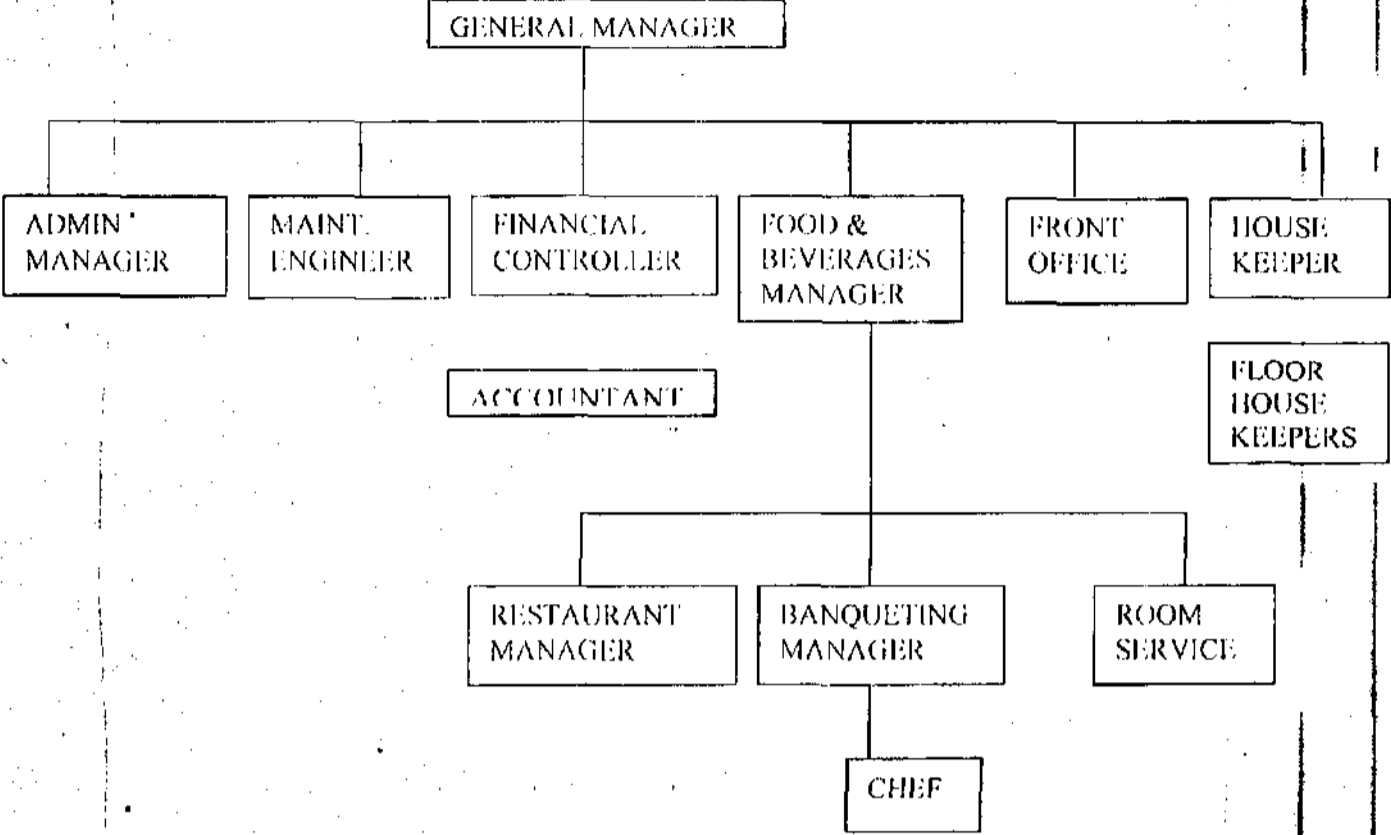 GENERAL MANAGER
ADMIN
MANAGER
MAINT.
ENGINEER
FINANCIAL
CONTROLLER
FOOD &
BEVERAGES
MANAGER
FRONT
OFFICE
HOUSE
KEEPER
ACCOUNTANT
FLOOR
HOUSE
KEEPERS
RESTAURANT
MANAGER
BANQUETING
MANAGER
ROOM
SERVICE
CHEF